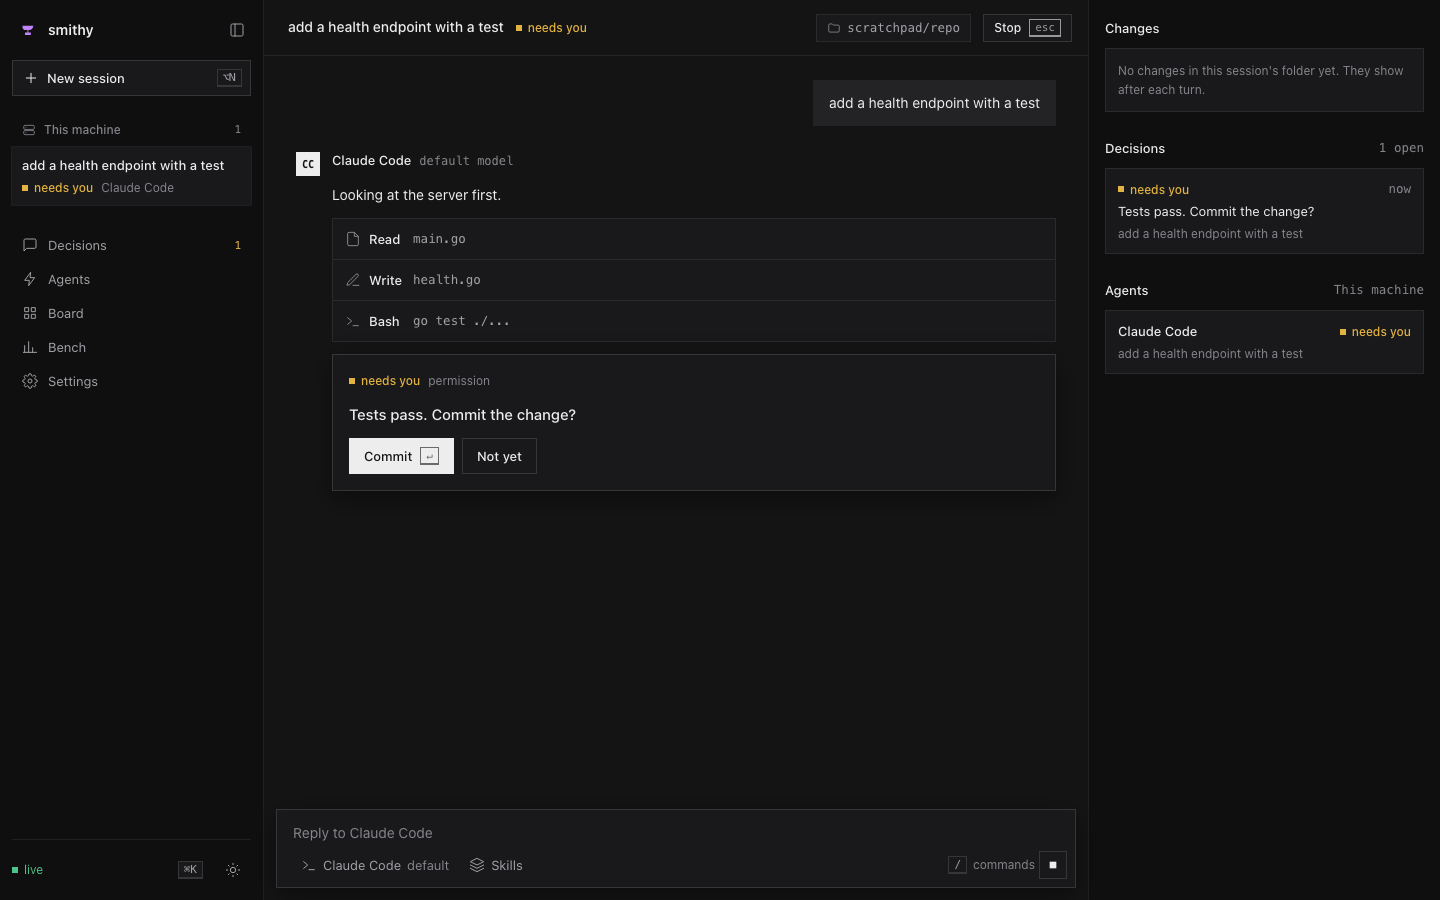 smithy
New session ⌥N
This machine 1
add a health endpoint with a test
needs you Claude Code
Decisions 1
Agents
Board
Bench
Settings
live ⌘K
add a health endpoint with a test needs you
scratchpad/repo
Stop esc
add a health endpoint with a test
CC Claude Code default model
Looking at the server first.
Read main.go
Write health.go
Bash go test ./...
needs you permission
Tests pass. Commit the change?
Commit ↵ Not yet
Reply to Claude Code
Claude Code default Skills / commands
Changes
No changes in this session's folder yet. They show
after each turn.
Decisions 1 open
needs you now
Tests pass. Commit the change?
add a health endpoint with a test
Agents This machine
Claude Code needs you
add a health endpoint with a test